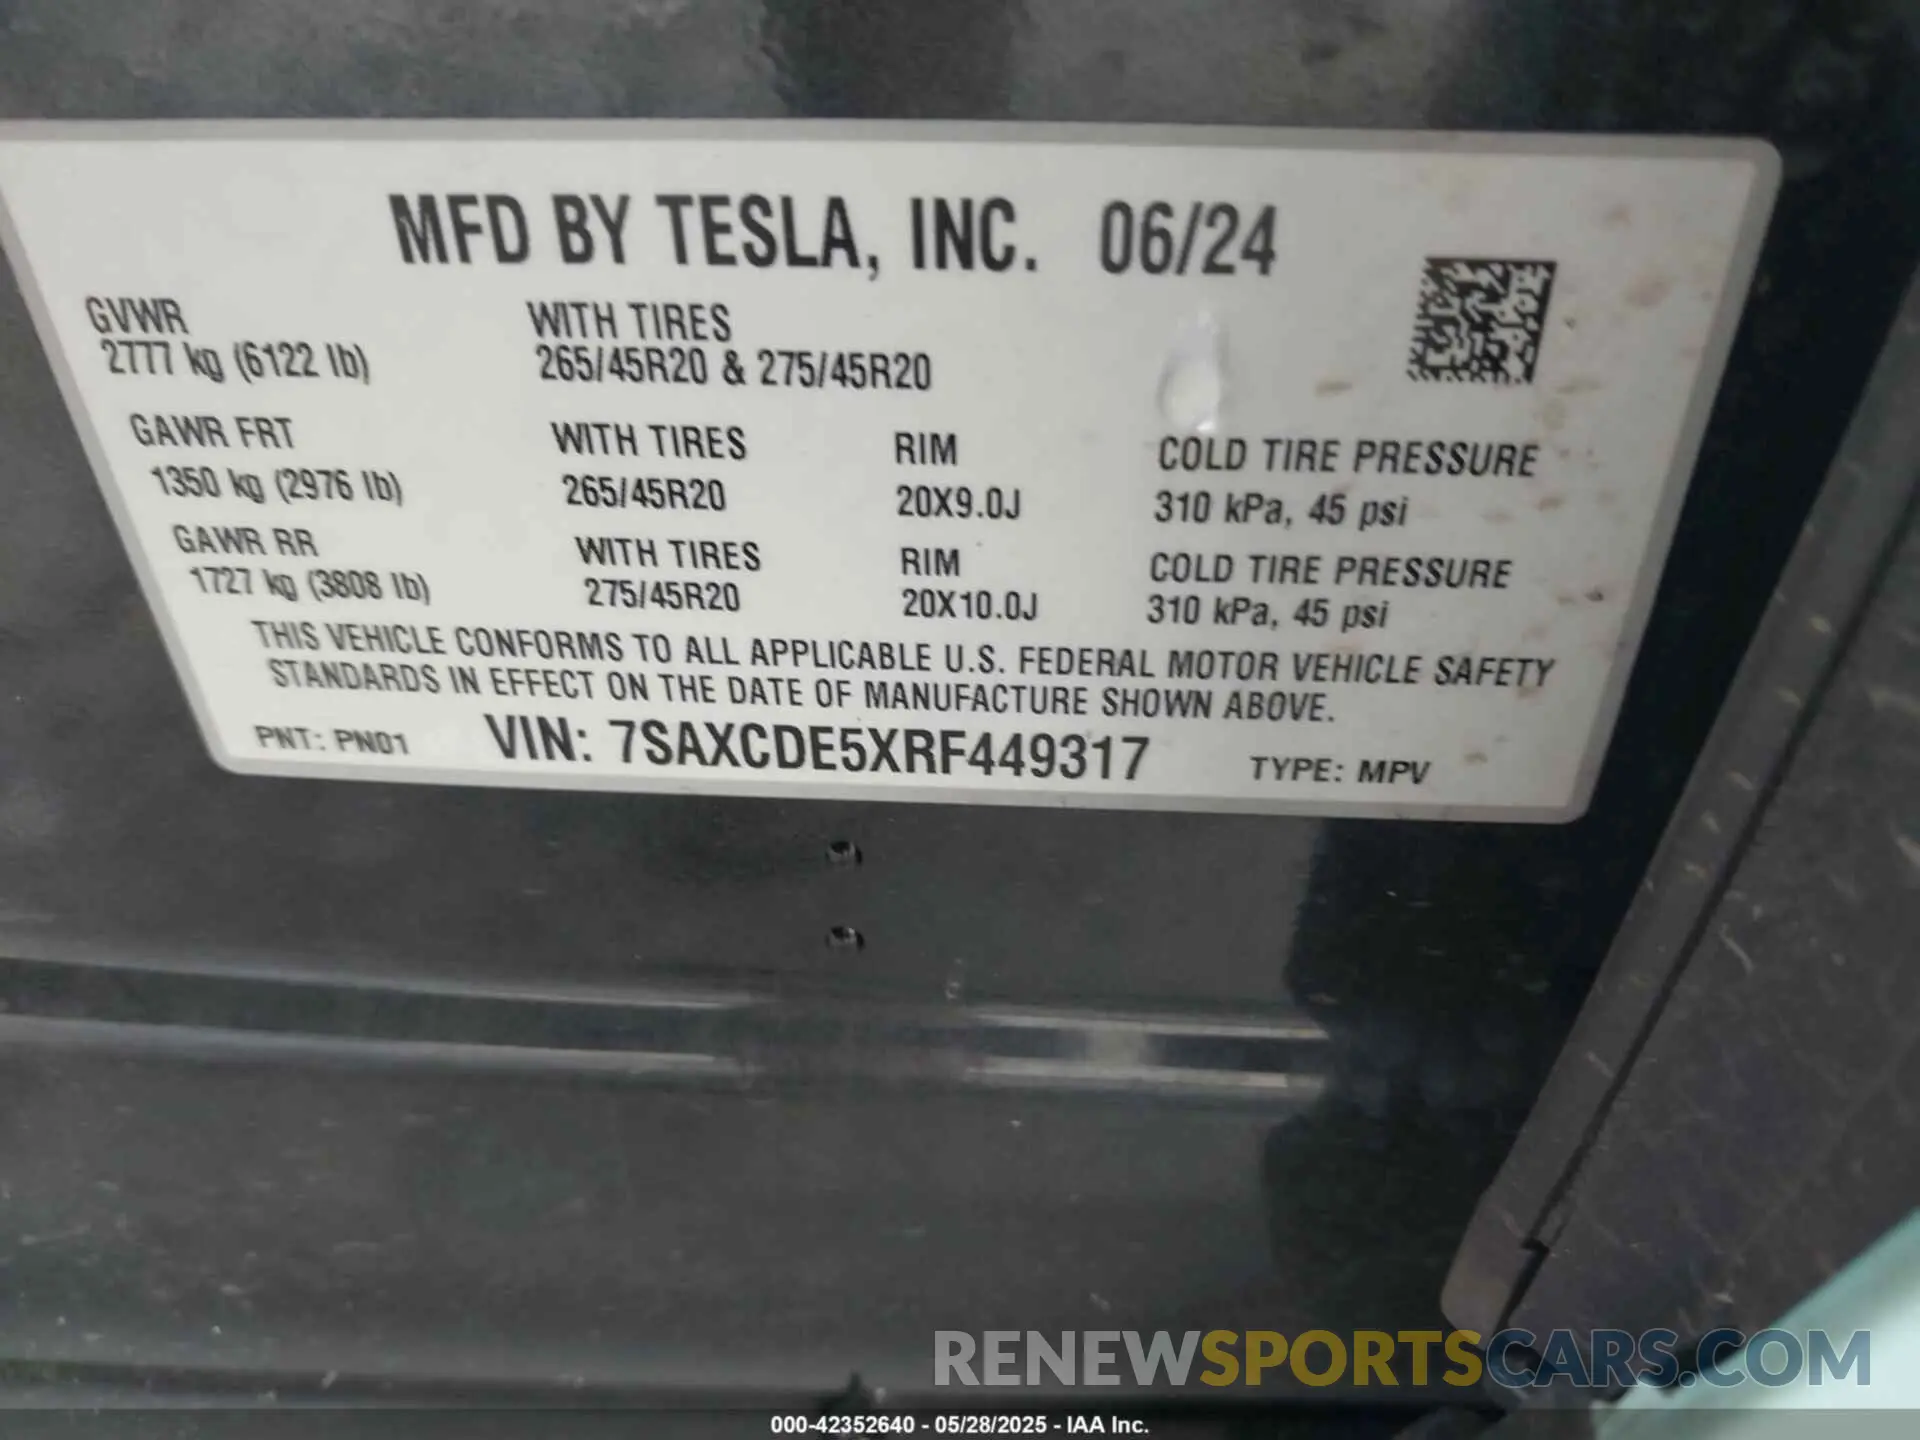 MFD BY TESLA, INC. 06/24
GVWR WITH TIRES
2777 kg (6122 lb) 265/45R20 & 275/45R20
GAWR FRT WITH TIRES RIM COLD TIRE PRESSURE
1350 kg (2976 lb) 265/45R20 20X9.0J 310 kPa, 45 psi
GAWR RR WITH TIRES RIM COLD TIRE PRESSURE
1727 kg (3808 lb) 275/45R20 20X10.0J 310 kPa, 45 psi
THIS VEHICLE CONFORMS TO ALL APPLICABLE U.S. FEDERAL MOTOR VEHICLE SAFETY
STANDARDS IN EFFECT ON THE DATE OF MANUFACTURE SHOWN ABOVE.
PNT: PN01 VIN: 7SAXCDE5XRF449317 TYPE: MPV
RENEWSPORTSCARS.COM
000-42352640 - 05/28/2025 - IAA Inc.